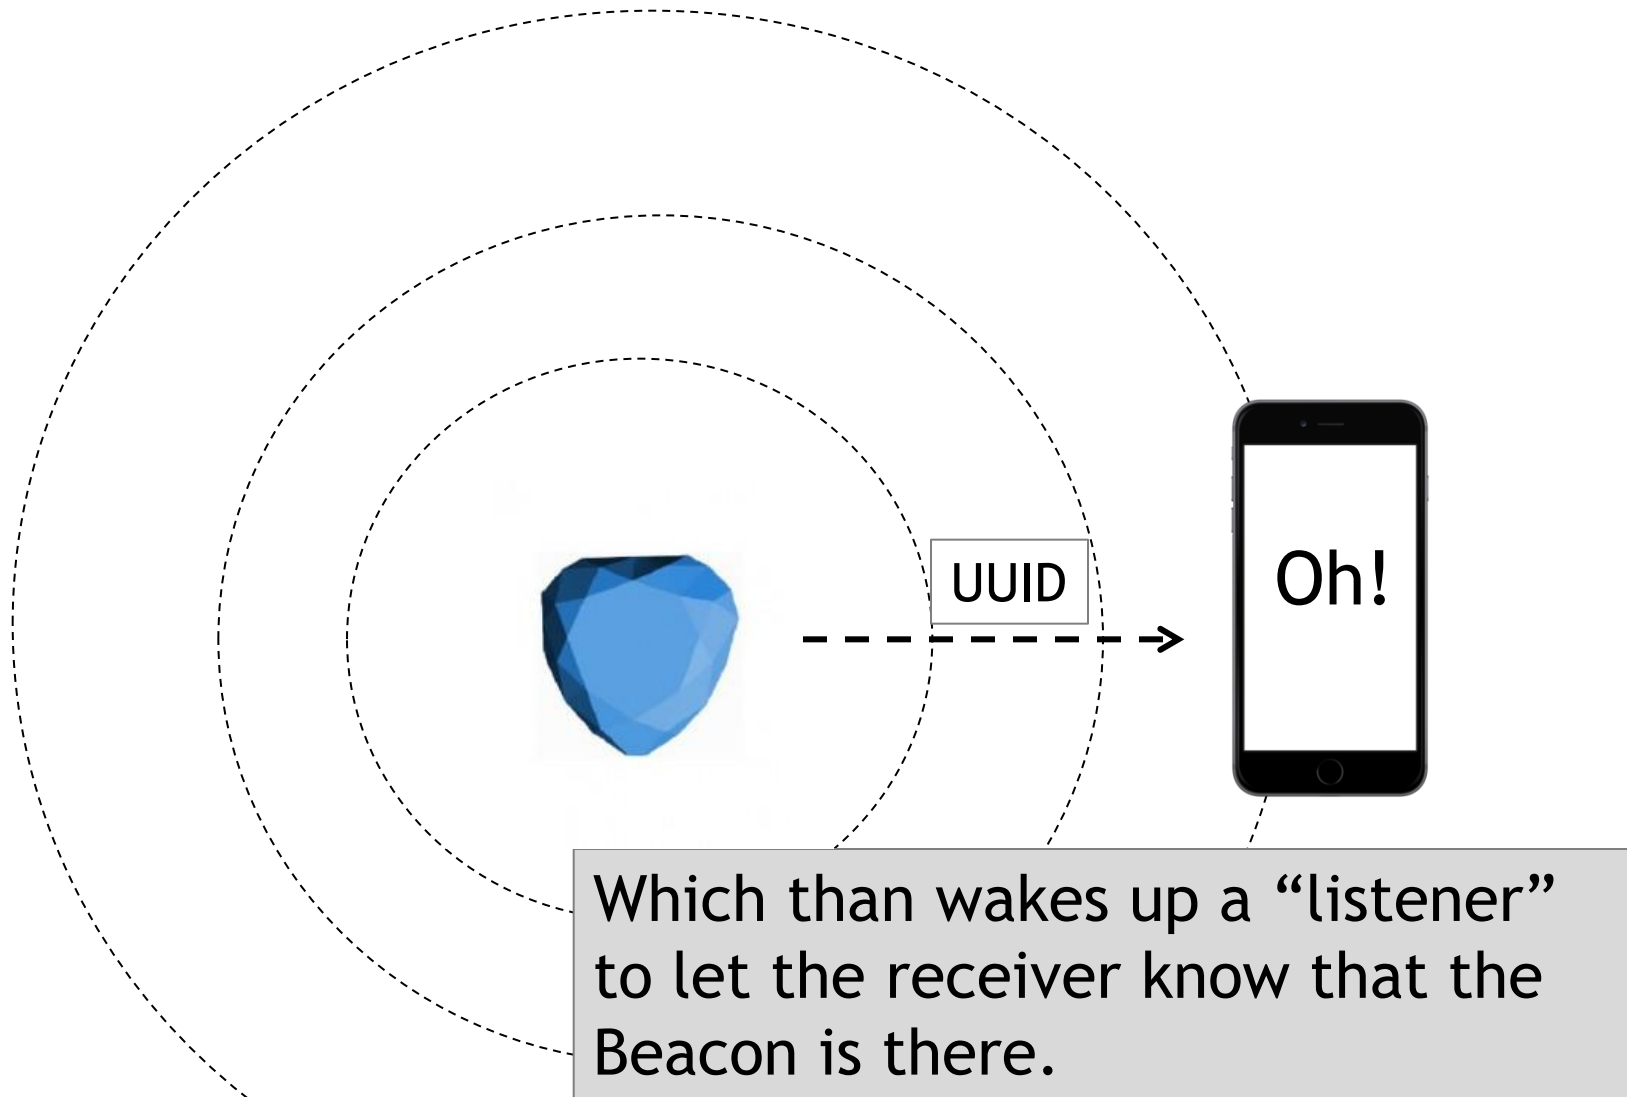 UUID
Oh!
Which than wakes up a “listener”
to let the receiver know that the
Beacon is there.